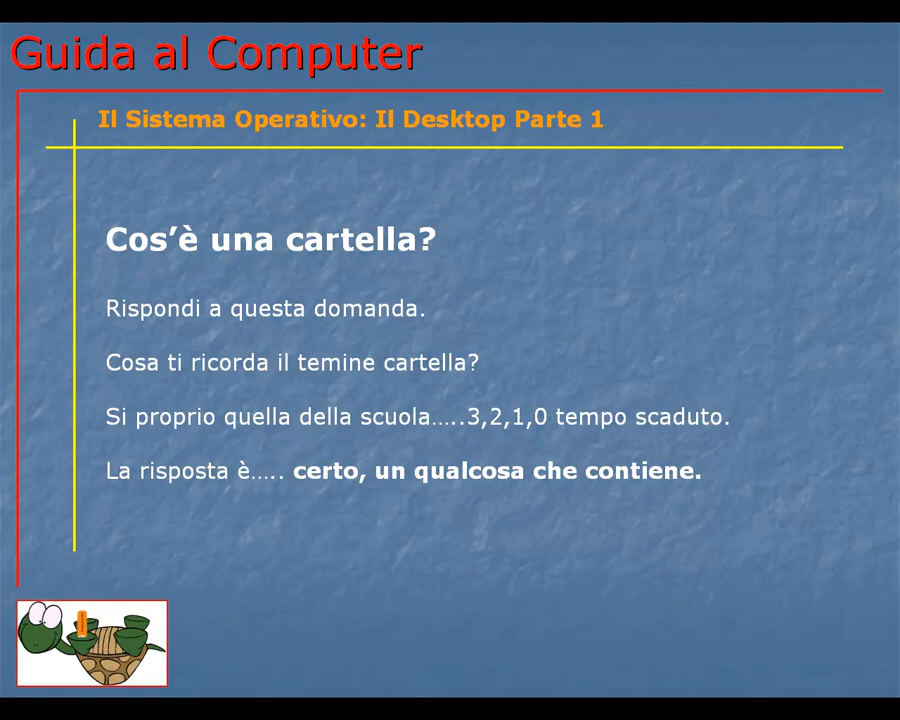 Guida al Computer
Il Sistema Operativo: Il Desktop Parte 1
Cos’è una cartella?
Rispondi a questa domanda.
Cosa ti ricorda il temine cartella?
Si proprio quella della scuola…..3,2,1,0 tempo scaduto.
La risposta è….. certo, un qualcosa che contiene.